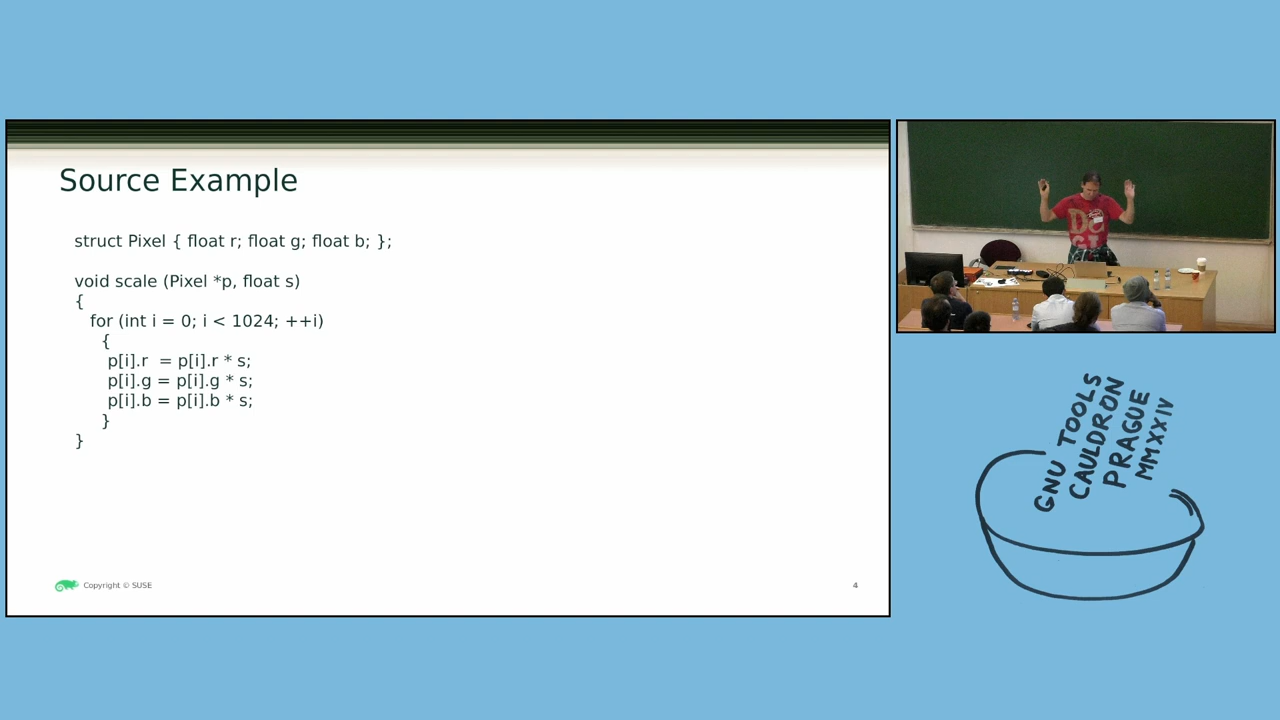 Source Example
struct Pixel { float r; float g; float b; };
void scale (Pixel *p, float s)
{
for (int i = 0; i < 1024; ++i)
{
p[i].r  = p[i].r * s;
p[i].g = p[i].g * s;
p[i].b = p[i].b * s;
}
}
Copyright © SUSE
4
GNU TOOLS
CAULDRON
PRAGUE
MMXXIV